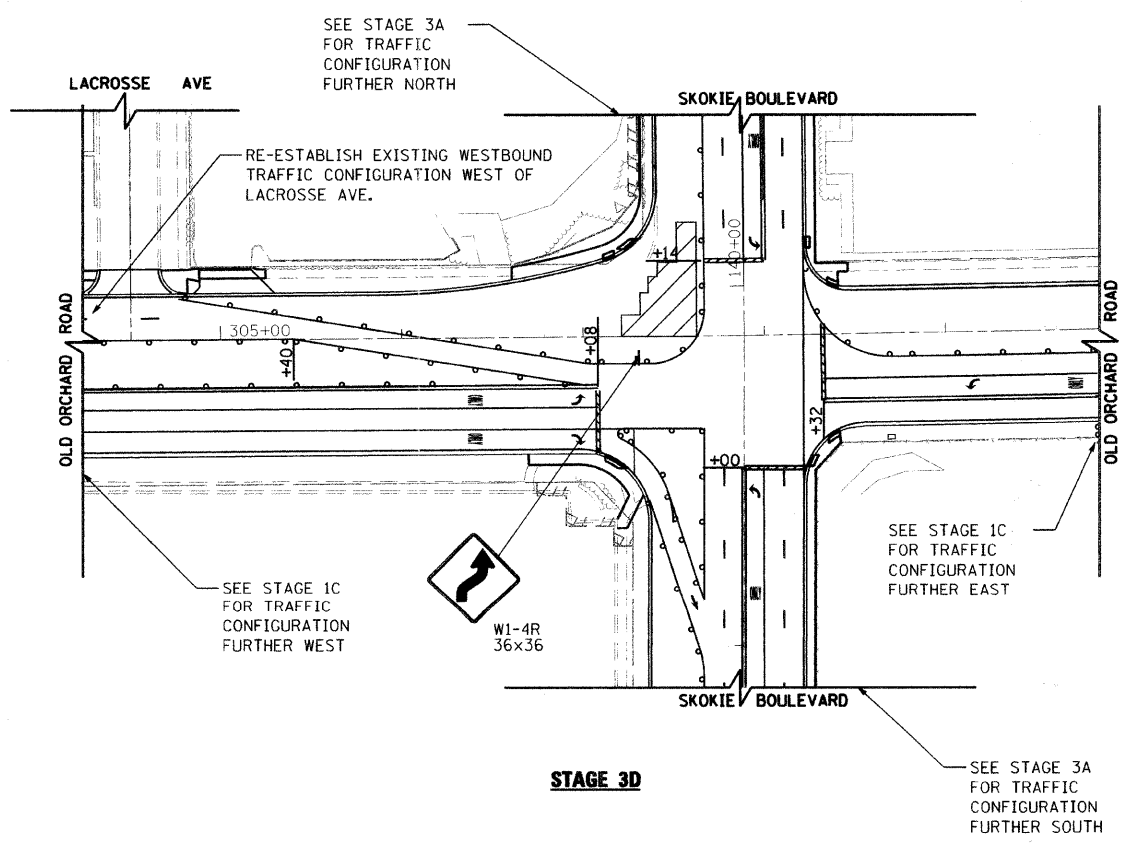 SEE STAGE 3A
FOR TRAFFIC
CONFIGURATION
FURTHER NORTH
LACROSSE AVE
SKOKIE BOULEVARD
RE-ESTABLISH EXISTING WESTBOUND
TRAFFIC CONFIGURATION WEST OF
LACROSSE AVE.
+14
140+00
OLD ORCHARD ROAD
305+00
+40
+08
OLD ORCHARD ROAD
+32
+00
SEE STAGE 1C
FOR TRAFFIC
CONFIGURATION
FURTHER EAST
SEE STAGE 1C
FOR TRAFFIC
CONFIGURATION
FURTHER WEST
W1-4R
36x36
SKOKIE BOULEVARD
STAGE 3D
SEE STAGE 3A
FOR TRAFFIC
CONFIGURATION
FURTHER SOUTH